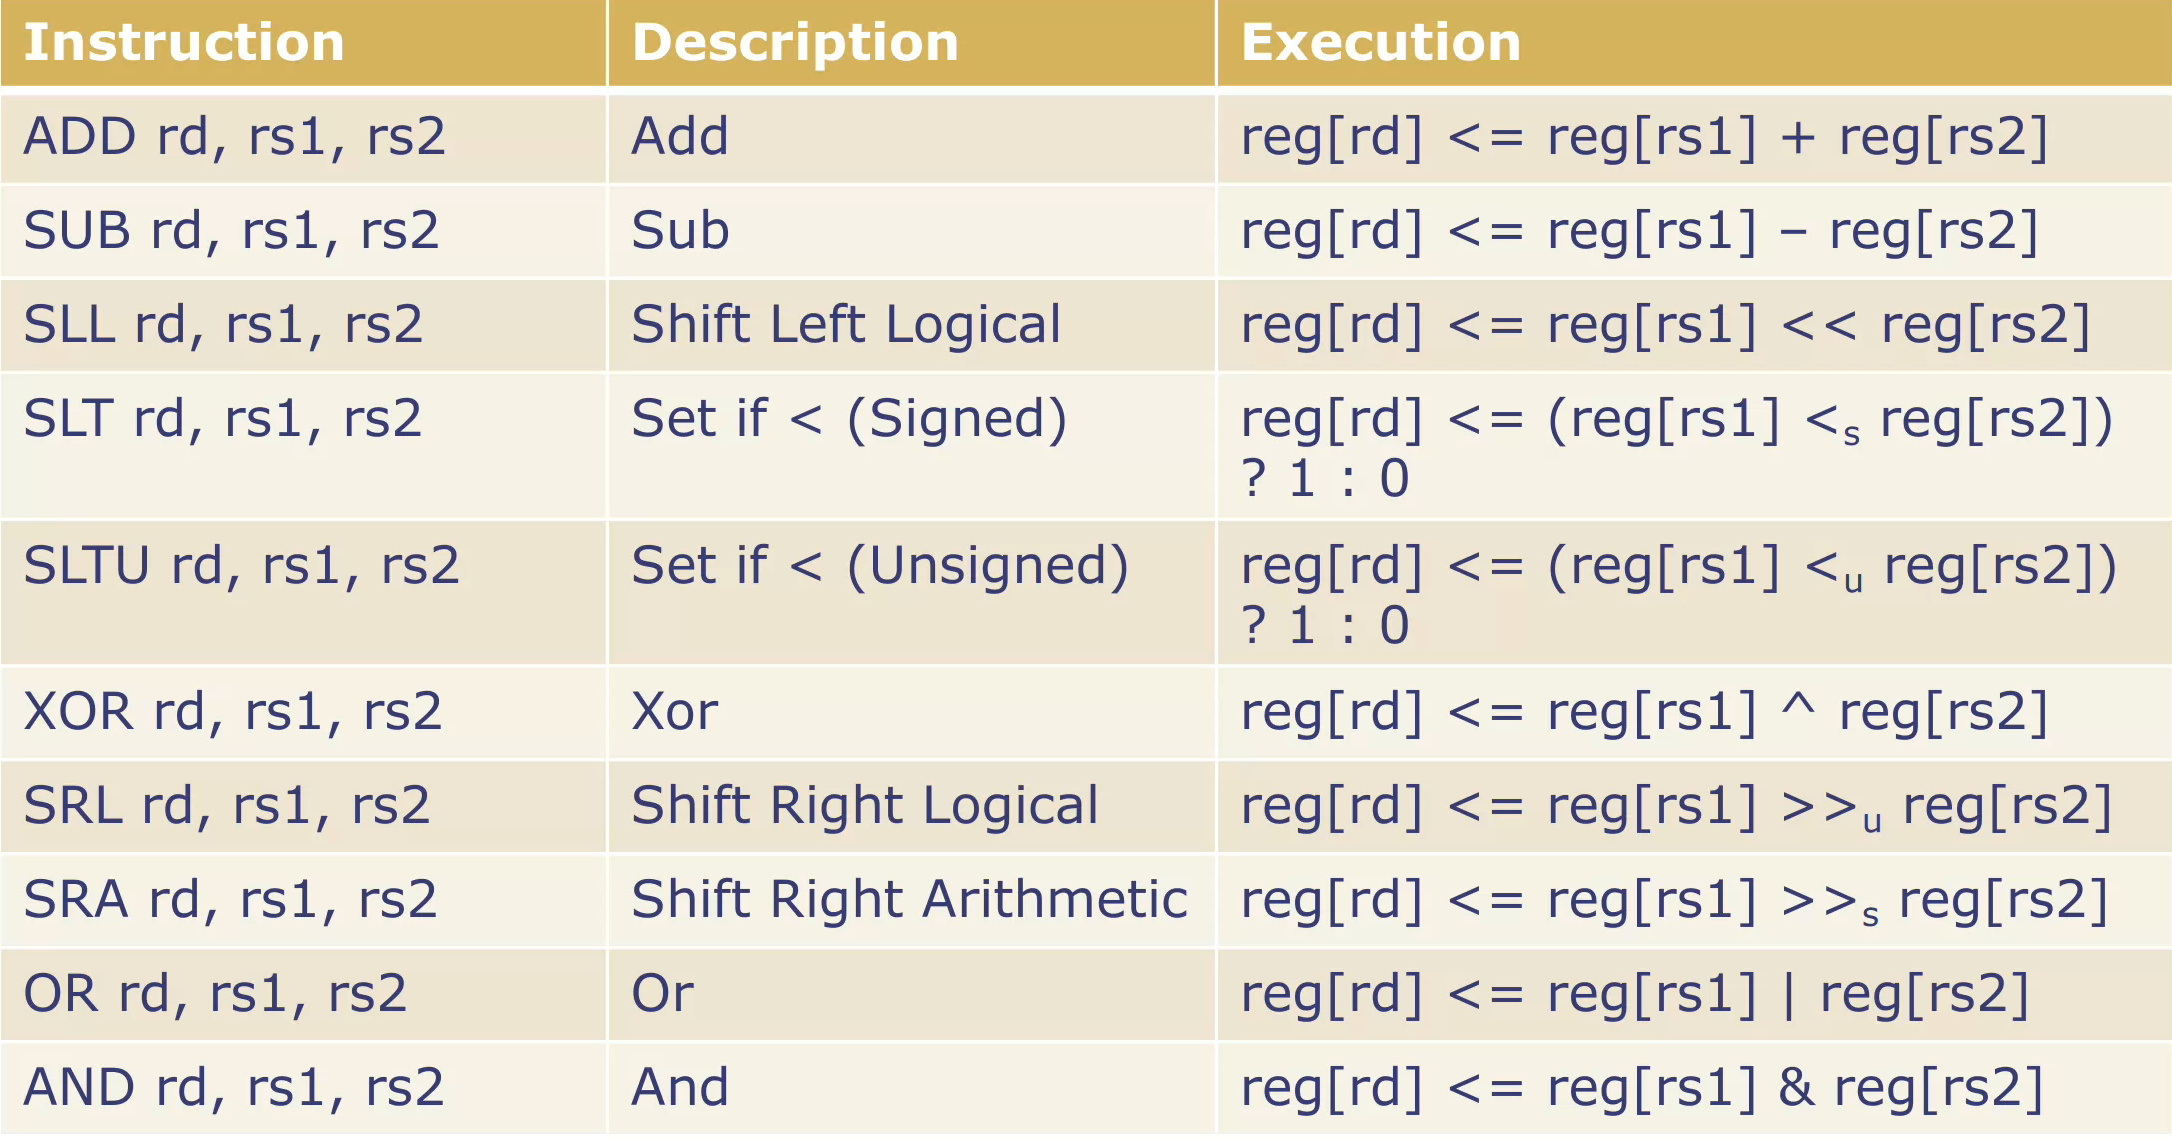 Instruction Description Execution
ADD rd, rs1, rs2 Add reg[rd] <= reg[rs1] + reg[rs2]
SUB rd, rs1, rs2 Sub reg[rd] <= reg[rs1] – reg[rs2]
SLL rd, rs1, rs2 Shift Left Logical reg[rd] <= reg[rs1] << reg[rs2]
SLT rd, rs1, rs2 Set if < (Signed) reg[rd] <= (reg[rs1] <s reg[rs2])
? 1 : 0
SLTU rd, rs1, rs2 Set if < (Unsigned) reg[rd] <= (reg[rs1] <u reg[rs2])
? 1 : 0
XOR rd, rs1, rs2 Xor reg[rd] <= reg[rs1] ^ reg[rs2]
SRL rd, rs1, rs2 Shift Right Logical reg[rd] <= reg[rs1] >>u reg[rs2]
SRA rd, rs1, rs2 Shift Right Arithmetic reg[rd] <= reg[rs1] >>s reg[rs2]
OR rd, rs1, rs2 Or reg[rd] <= reg[rs1] | reg[rs2]
AND rd, rs1, rs2 And reg[rd] <= reg[rs1] & reg[rs2]